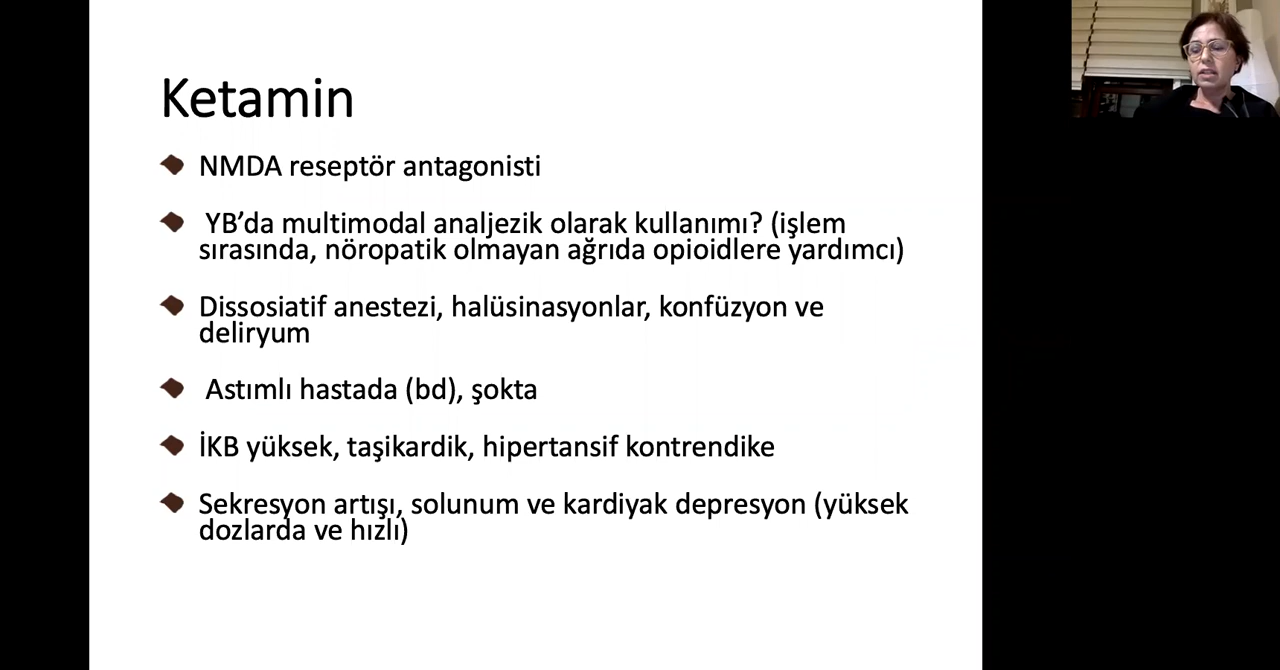 Ketamin
NMDA reseptör antagonisti
YB’da multimodal analjezik olarak kullanımı? (işlem
sırasında, nöropatik olmayan ağrıda opioidlere yardımcı)
Dissosiatif anestezi, halüsinasyonlar, konfüzyon ve
deliryum
Astımlı hastada (bd), şokta
İKB yüksek, taşikardik, hipertansif kontrendike
Sekresyon artışı, solunum ve kardiyak depresyon (yüksek
dozlarda ve hızlı)